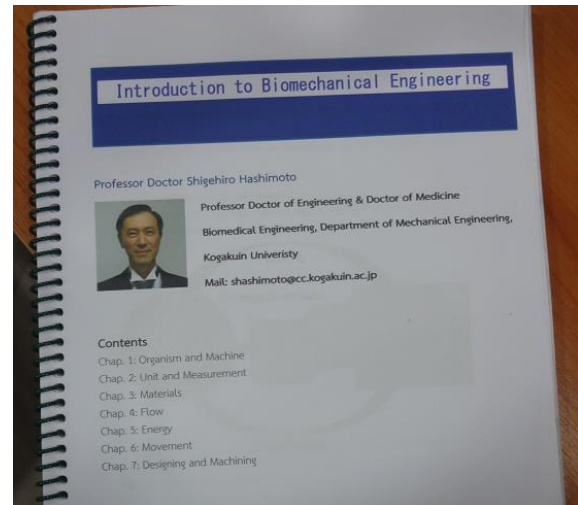 Introduction to Biomechanical Engineering
Professor Doctor Shigehiro Hashimoto
Professor Doctor of Engineering & Doctor of Medicine
Biomedical Engineering, Department of Mechanical Engineering,
Kogakuin Univeristy
Mail: shashimoto@cc.kogakuin.ac.jp
Contents
Chap. 1: Organism and Machine
Chap. 2: Unit and Measurement
Chap. 3: Materials
Chap. 4: Flow
Chap. 5: Energy
Chap. 6: Movement
Chap. 7: Designing and Machining